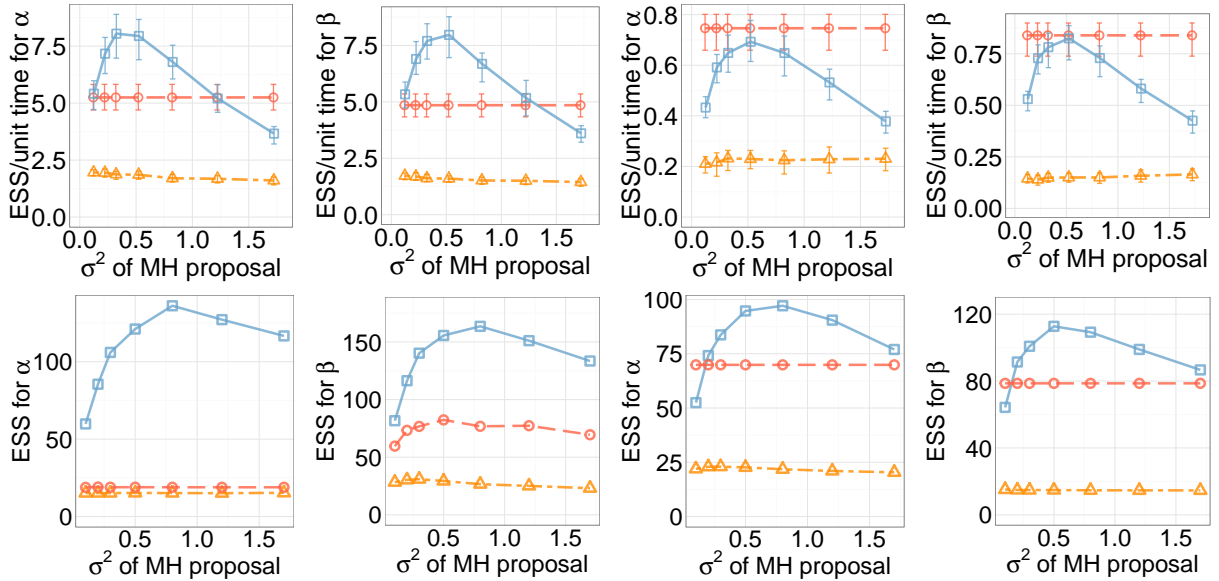 ESS/unit time for α
7.5
5.0
2.5
0.0
0.0 0.5 1.0 1.5
σ² of MH proposal
ESS/unit time for β
7.5
5.0
2.5
0.0
0.0 0.5 1.0 1.5
σ² of MH proposal
ESS/unit time for α
0.8
0.6
0.4
0.2
0.0
0.0 0.5 1.0 1.5
σ² of MH proposal
ESS/unit time for β
0.75
0.50
0.25
0.00
0.0 0.5 1.0 1.5
σ² of MH proposal
ESS for α
100
50
0
0.5 1.0 1.5
σ² of MH proposal
ESS for β
150
100
50
0
0.5 1.0 1.5
σ² of MH proposal
ESS for α
100
75
50
25
0
0.5 1.0 1.5
σ² of MH proposal
ESS for β
120
80
40
0
0.5 1.0 1.5
σ² of MH proposal